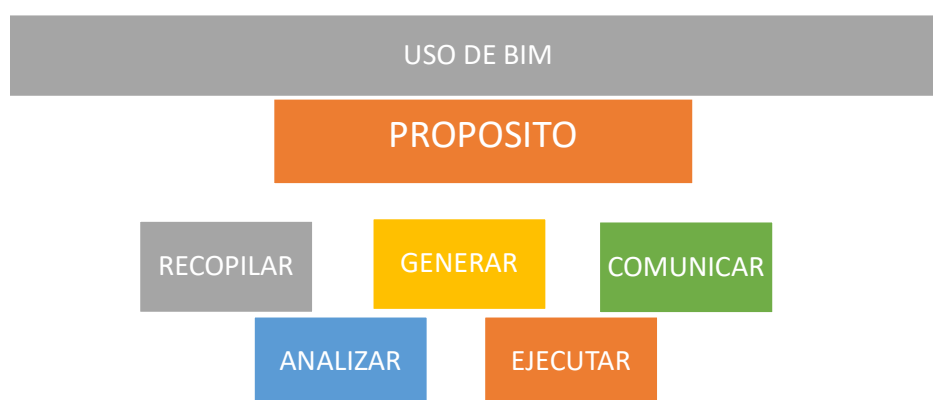 USO DE BIM
PROPOSITO
RECOPILAR
GENERAR
COMUNICAR
ANALIZAR
EJECUTAR